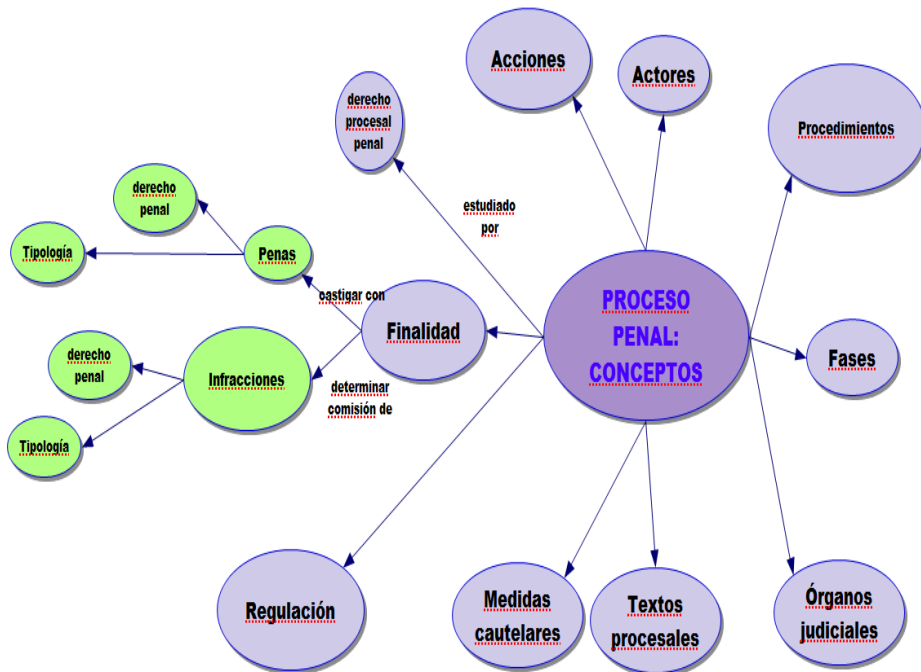 Acciones
Actores
derecho
procesal
penal
Procedimientos
estudiado
por
derecho
penal
Tipología
Penas
castigar con
Finalidad
PROCESO
PENAL:
CONCEPTOS
Fases
derecho
penal
Infracciones
determinar
comisión de
Tipología
Regulación
Medidas
cautelares
Textos
procesales
Órganos
judiciales